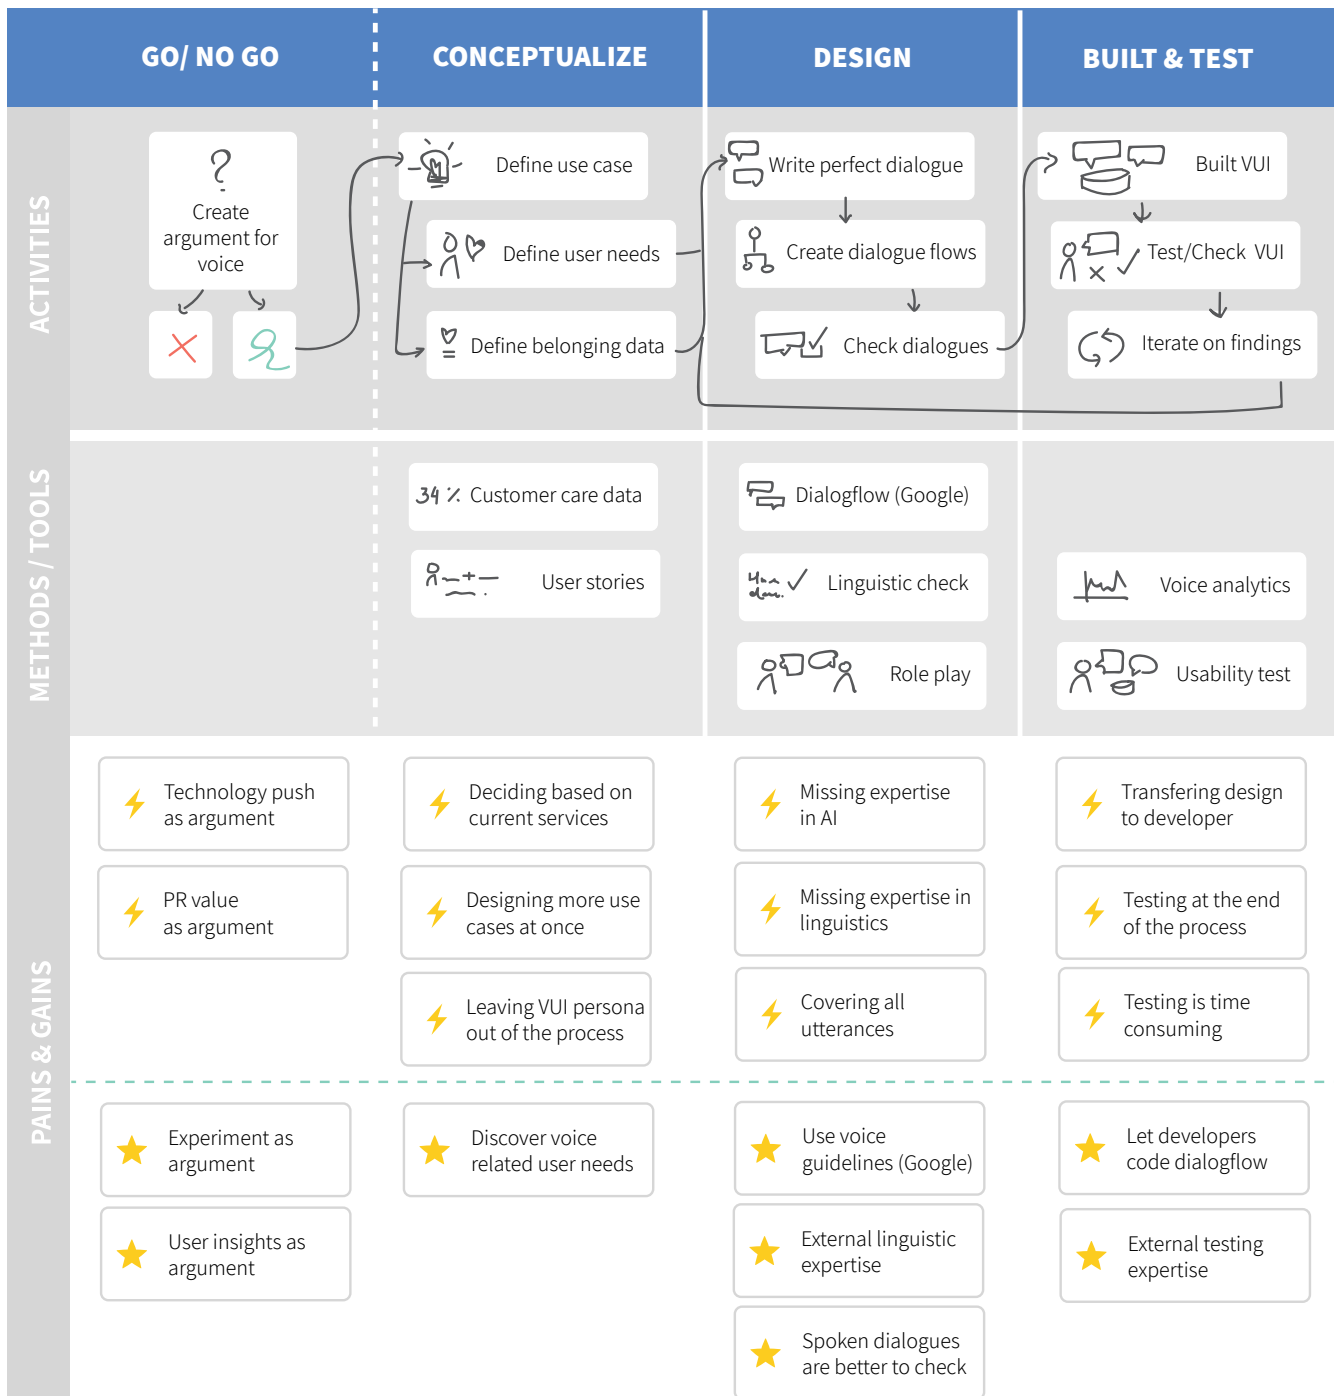 GO/ NO GO
CONCEPTUALIZE
DESIGN
BUILT & TEST
ACTIVITIES
?
Create
argument for
voice
Define use case
Define user needs
Define belonging data
Write perfect dialogue
Create dialogue flows
Check dialogues
Built VUI
Test/Check VUI
Iterate on findings
METHODS / TOOLS
34 % Customer care data
User stories
Dialogflow (Google)
Linguistic check
Role play
Voice analytics
Usability test
PAINS & GAINS
Technology push
as argument
PR value
as argument
Deciding based on
current services
Designing more use
cases at once
Leaving VUI persona
out of the process
Missing expertise
in AI
Missing expertise in
linguistics
Covering all
utterances
Transfering design
to developer
Testing at the end
of the process
Testing is time
consuming
Experiment as
argument
User insights as
argument
Discover voice
related user needs
Use voice
guidelines (Google)
External linguistic
expertise
Spoken dialogues
are better to check
Let developers
code dialogflow
External testing
expertise